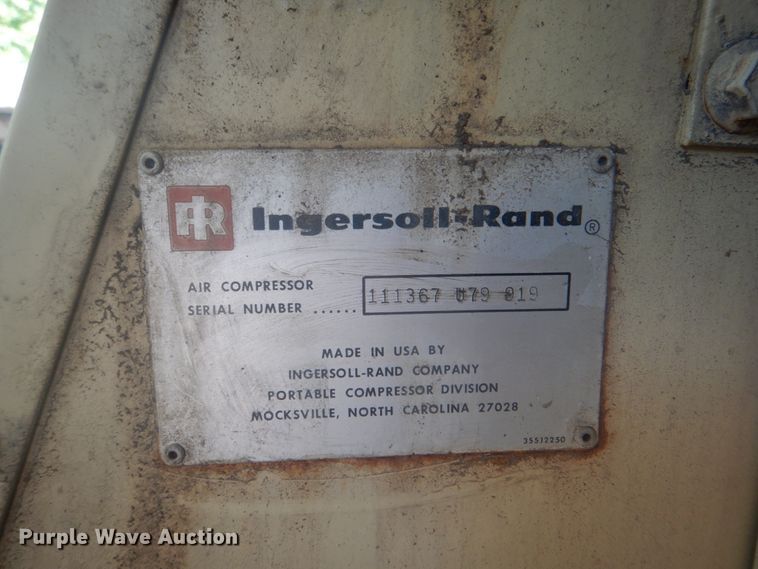 IR Ingersoll-Rand®
AIR COMPRESSOR
SERIAL NUMBER ...... 111367 U79 919
MADE IN USA BY
INGERSOLL-RAND COMPANY
PORTABLE COMPRESSOR DIVISION
MOCKSVILLE, NORTH CAROLINA 27028
35512250
Purple Wave Auction